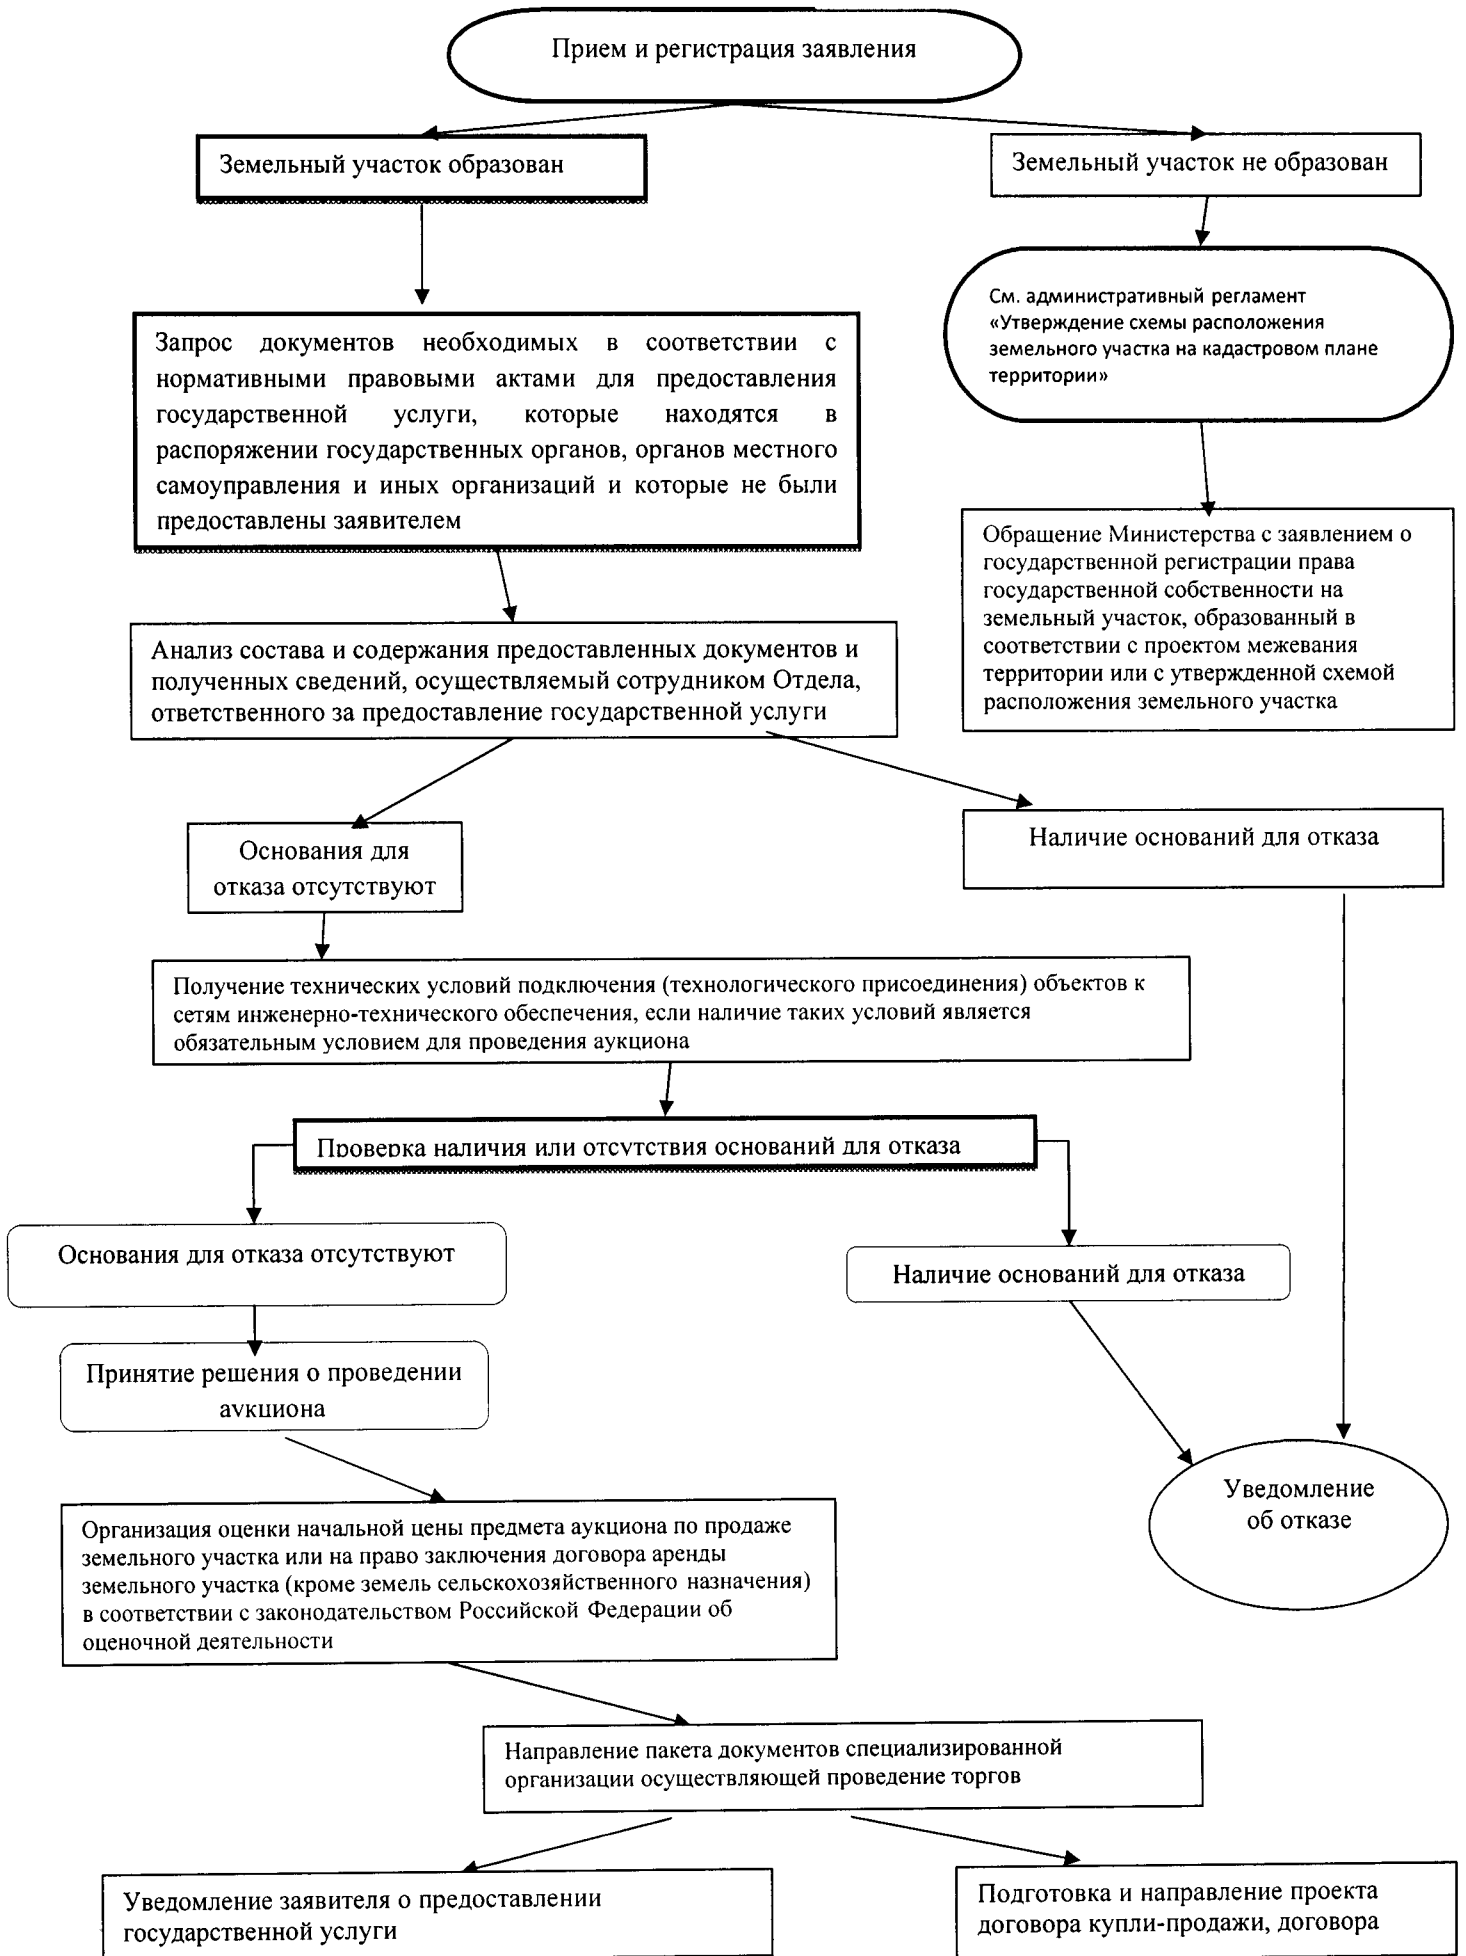 Прием и регистрация заявления
Земельный участок образован
Земельный участок не образован
См. административный регламент
«Утверждение схемы расположения
земельного участка на кадастровом плане
территории»
Запрос документов необходимых в соответствии с
нормативными правовыми актами для предоставления
государственной услуги, которые находятся в
распоряжении государственных органов, органов местного
самоуправления и иных организаций и которые не были
предоставлены заявителем
Обращение Министерства с заявлением о
государственной регистрации права
государственной собственности на
земельный участок, образованный в
соответствии с проектом межевания
территории или с утвержденной схемой
расположения земельного участка
Анализ состава и содержания предоставленных документов и
полученных сведений, осуществляемый сотрудником Отдела,
ответственного за предоставление государственной услуги
Основания для
отказа отсутствуют
Наличие оснований для отказа
Получение технических условий подключения (технологического присоединения) объектов к
сетям инженерно-технического обеспечения, если наличие таких условий является
обязательным условием для проведения аукциона
Проверка наличия или отсутствия оснований для отказа
Основания для отказа отсутствуют
Наличие оснований для отказа
Принятие решения о проведении
аукциона
Уведомление
об отказе
Организация оценки начальной цены предмета аукциона по продаже
земельного участка или на право заключения договора аренды
земельного участка (кроме земель сельскохозяйственного назначения)
в соответствии с законодательством Российской Федерации об
оценочной деятельности
Направление пакета документов специализированной
организации осуществляющей проведение торгов
Уведомление заявителя о предоставлении
государственной услуги
Подготовка и направление проекта
договора купли-продажи, договора